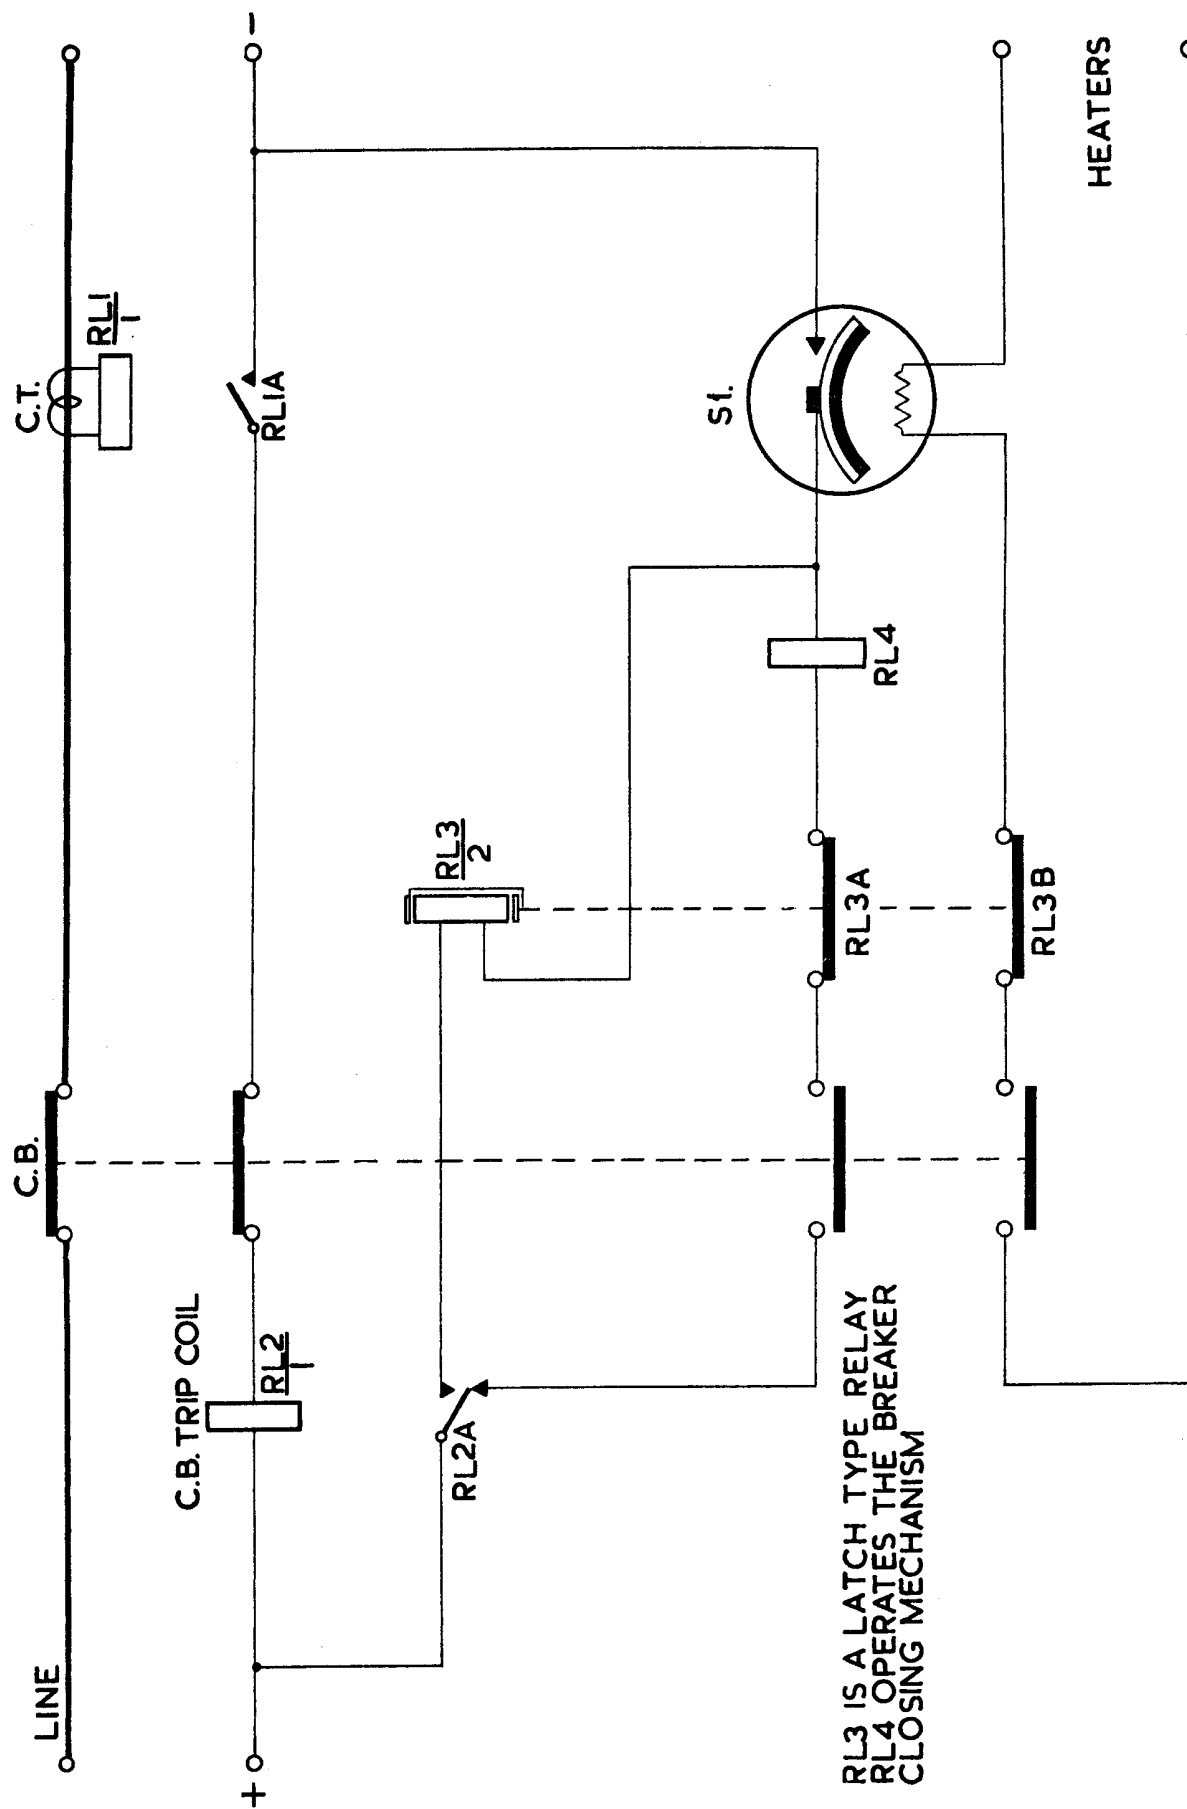 LINE
C.B.
C.T.
RL1
1
+
C.B. TRIP COIL
RL2
1
RL1A
-
RL2A
RL3
2
RL4
S1.
RL3A
RL3B
HEATERS
RL3 IS A LATCH TYPE RELAY
RL4 OPERATES THE BREAKER
CLOSING MECHANISM